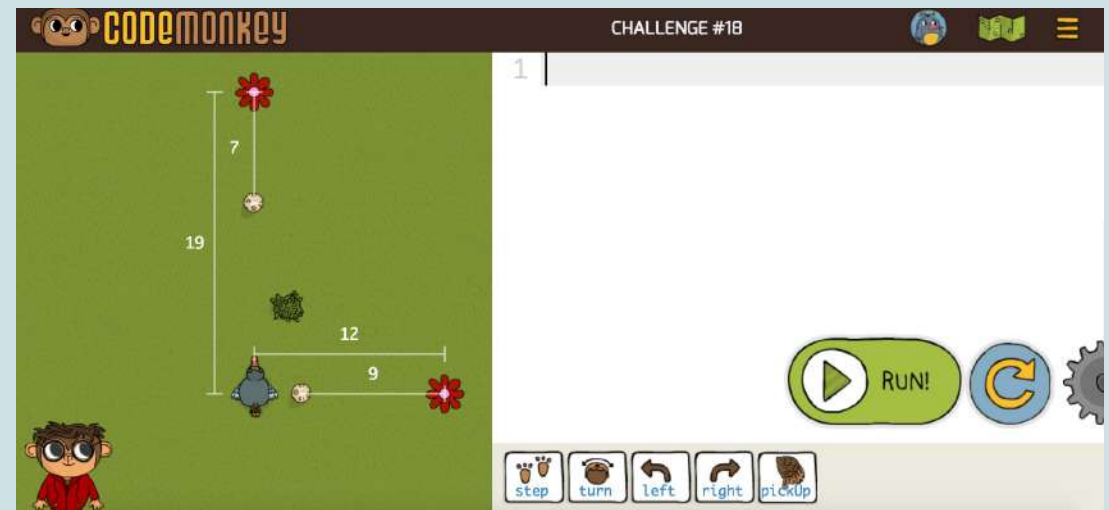 CODEMONKEY
CHALLENGE #18
1
7
19
12
9
RUN!
step
turn
left
right
pickUp